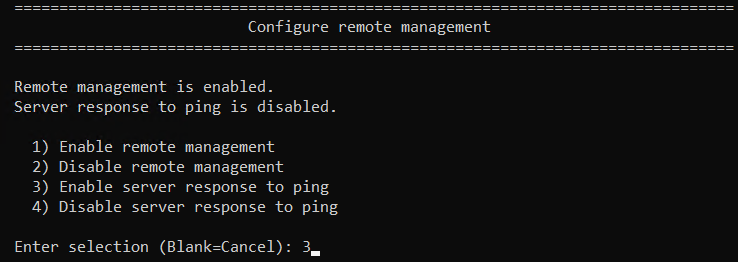 ================================================================================
Configure remote management
================================================================================
Remote management is enabled.
Server response to ping is disabled.
1) Enable remote management
2) Disable remote management
3) Enable server response to ping
4) Disable server response to ping
Enter selection (Blank=Cancel): 3